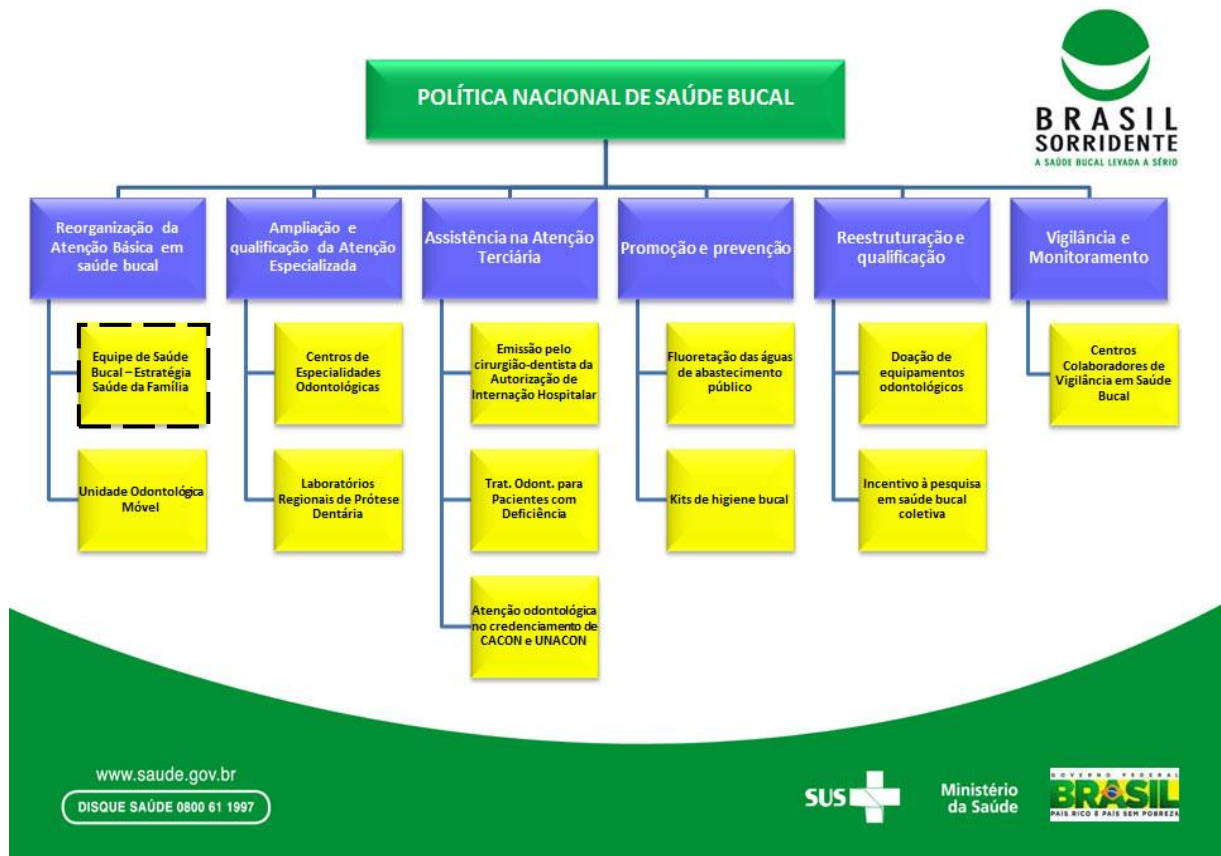 POLÍTICA NACIONAL DE SAÚDE BUCAL
BRASIL
SORRIDENTE
A SAÚDE BUCAL LEVADA A SÉRIO
Reorganização da
Atenção Básica em
saúde bucal
Ampliação e
qualificação da Atenção
Especializada
Assistência na Atenção
Terciária
Promoção e prevenção
Reestruturação e
qualificação
Vigilância e
Monitoramento
Equipe de Saúde
Bucal – Estratégia
Saúde da Família
Centros de
Especialidades
Odontológicas
Emissão pelo
cirurgião-dentista da
Autorização de
Internação Hospitalar
Fluoretação das águas
de abastecimento
público
Doação de
equipamentos
odontológicos
Centros
Colaboradores de
Vigilância em Saúde
Bucal
Unidade Odontológica
Móvel
Laboratórios
Regionais de Prótese
Dentária
Trat. Odont. para
Pacientes com
Deficiência
Kits de higiene bucal
Incentivo à pesquisa
em saúde bucal
coletiva
Atenção odontológica
no credenciamento de
CACON e UNACON
www.saude.gov.br
DISQUE SAÚDE 0800 61 1997
SUS
Ministério
da Saúde
GOVERNO FEDERAL
BRASIL
PAÍS RICO É PAÍS SEM POBREZA